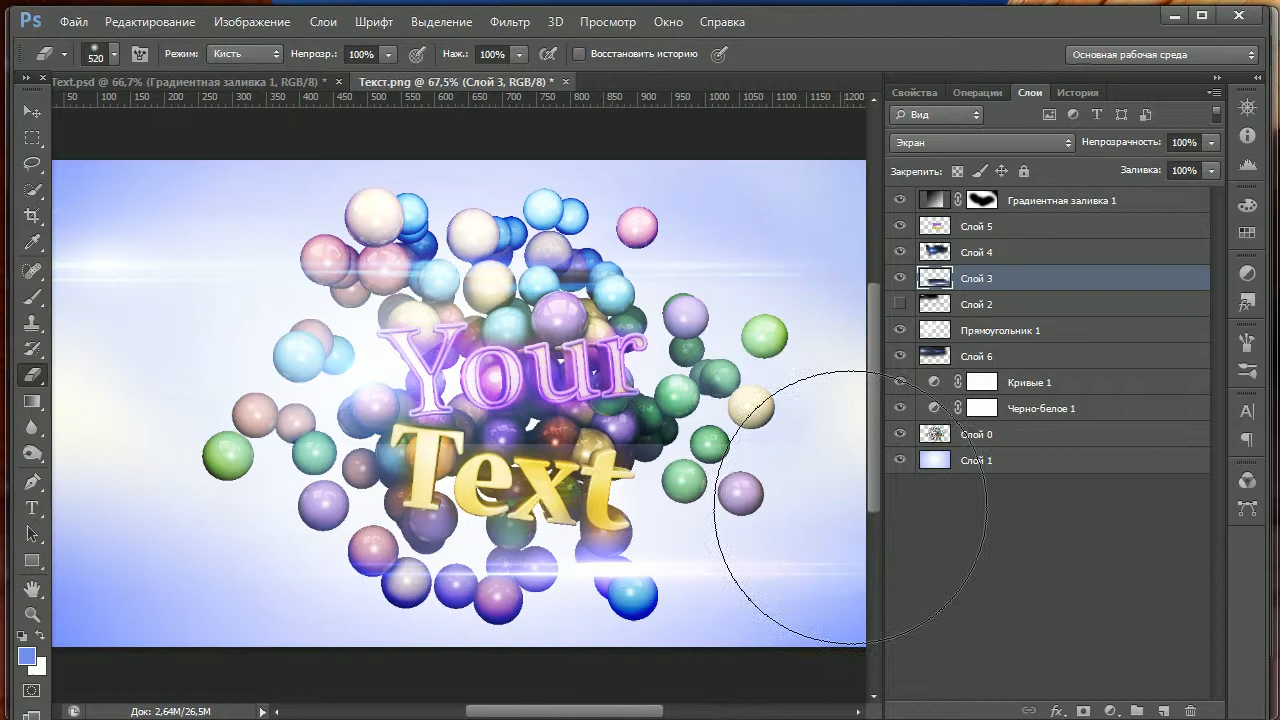 Ps Файл Редактирование Изображение Слои Шрифт Выделение Фильтр 3D Просмотр Окно Справка
520 Режим: Кисть Непрозр.: 100% Наж.: 100% Восстановить историю Основная рабочая среда
Text.psd @ 66,7% (Градиентная заливка 1, RGB/8) * × Текст.png @ 67,5% (Слой 3, RGB/8) * ×
50 100 150 200 250 300 350 400 450 500 550 600 650 700 750 800 850 900 950 1000 1050 1100 1150 1200
Свойства Операции Слои История
Вид
Экран Непрозрачность: 100%
Закрепить: Заливка: 100%
Градиентная заливка 1
Слой 5
Слой 4
Слой 3
Слой 2
Прямоугольник 1
Слой 6
Кривые 1
Черно-белое 1
Слой 0
Слой 1
Your
Text
Док: 2,64M/26,5M